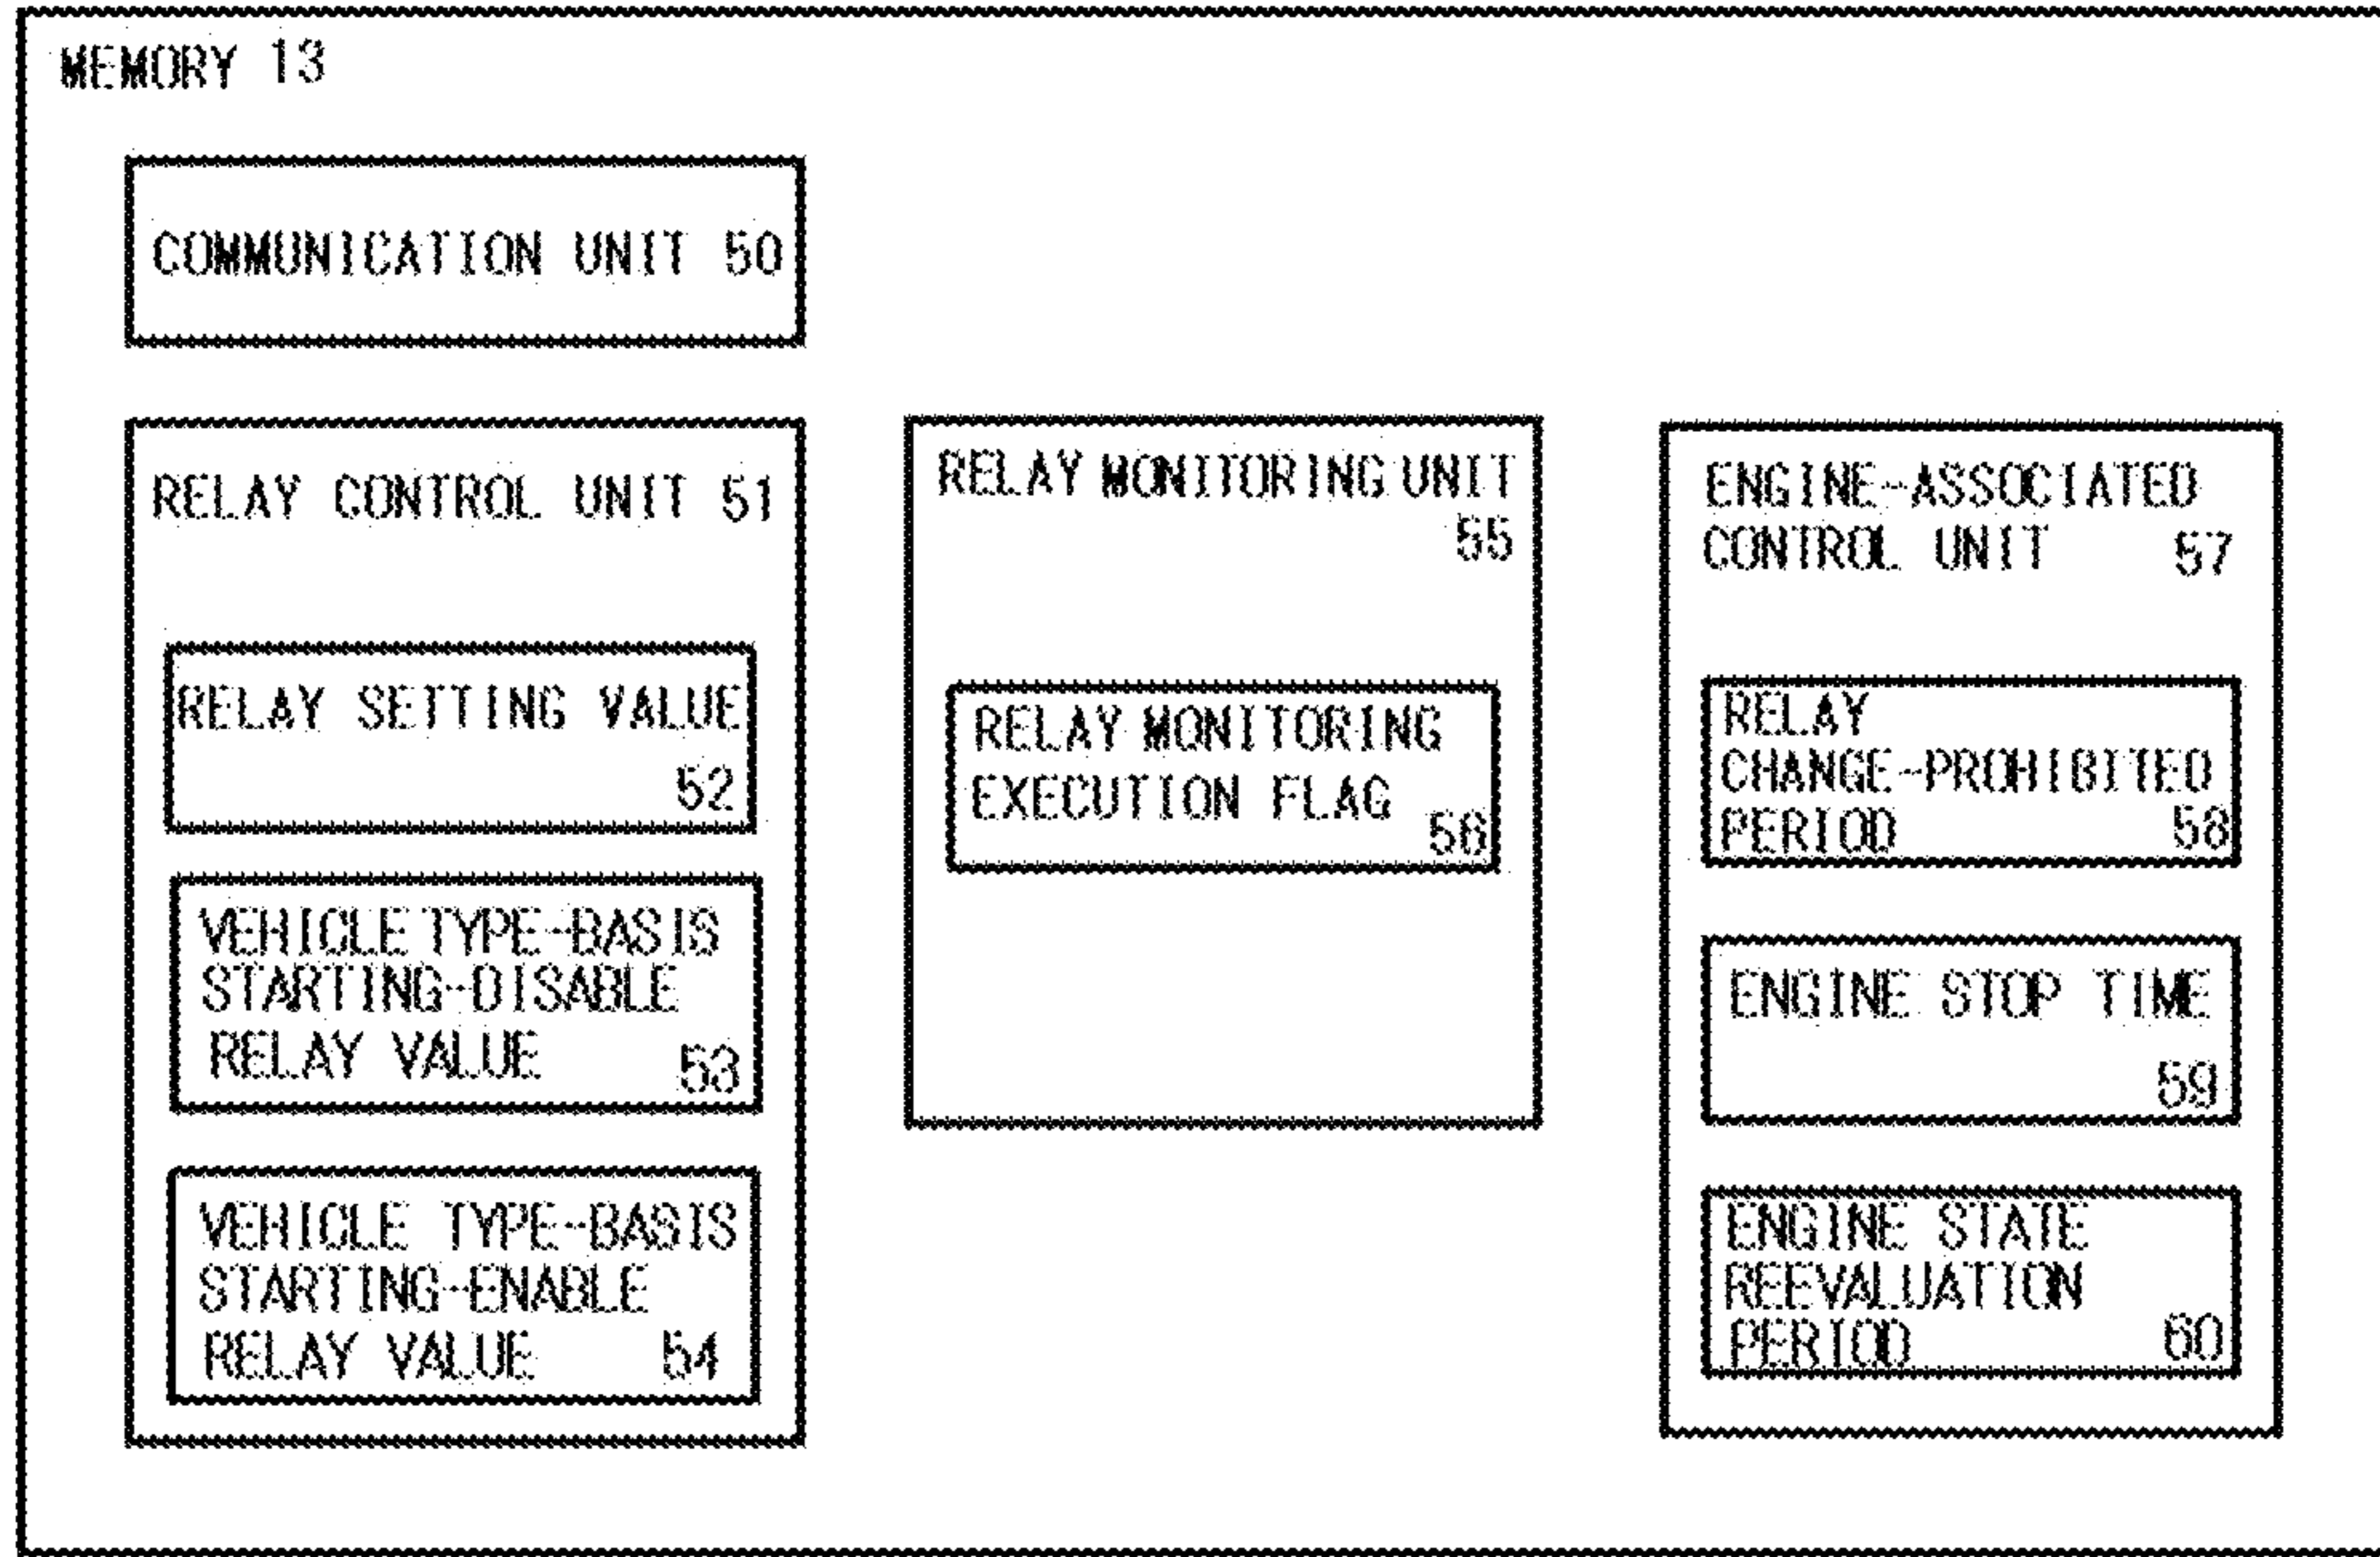 MEMORY 13
COMMUNICATION UNIT 50
RELAY CONTROL UNIT 51
RELAY SETTING VALUE
52
VEHICLE TYPE-BASIS
STARTING-DISABLE
RELAY VALUE 53
VEHICLE TYPE-BASIS
STARTING-ENABLE
RELAY VALUE 54
RELAY MONITORING UNIT
55
RELAY MONITORING
EXECUTION FLAG
56
ENGINE-ASSOCIATED
CONTROL UNIT 57
RELAY
CHANGE-PROHIBITED
PERIOD 58
ENGINE STOP TIME
59
ENGINE STATE
REEVALUATION
PERIOD 60